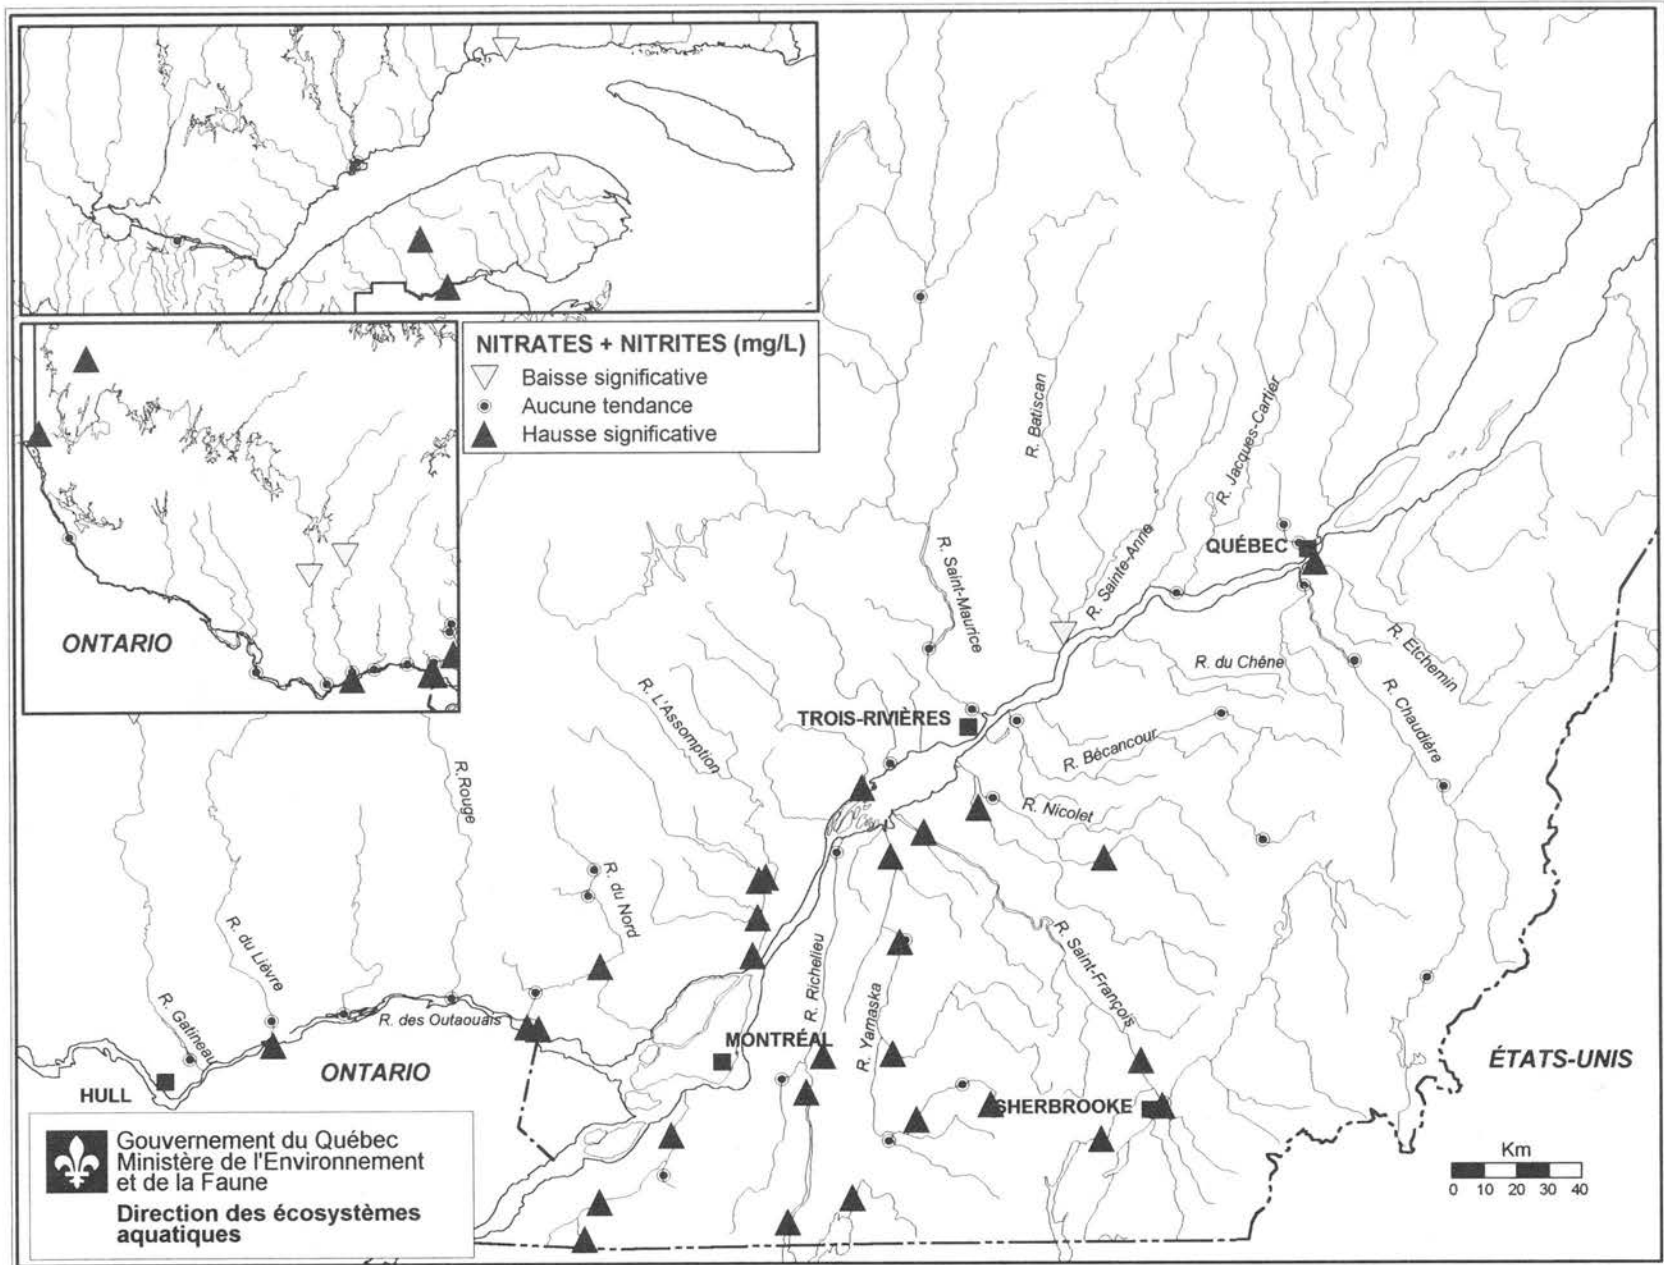 NITRATES + NITRITES (mg/L)
Baisse significative
Aucune tendance
Hausse significative
ONTARIO
R. Batiscan
R. Jacques-Cartier
R. Sainte-Anne
R. Saint-Maurice
QUÉBEC
R. Etchemin
R. du Chêne
R. Chaudière
R. L'Assomption
TROIS-RIVIÈRES
R. Bécancour
R.Rouge
R. Nicolet
R. du Nord
R. du Lièvre
R. Richelieu
R. Yamaska
R. Saint-François
R. Gatineau
R. des Outaouais
MONTRÉAL
ONTARIO
HULL
SHERBROOKE
ÉTATS-UNIS
Gouvernement du Québec
Ministère de l'Environnement
et de la Faune
Direction des écosystèmes
aquatiques
Km
0 10 20 30 40